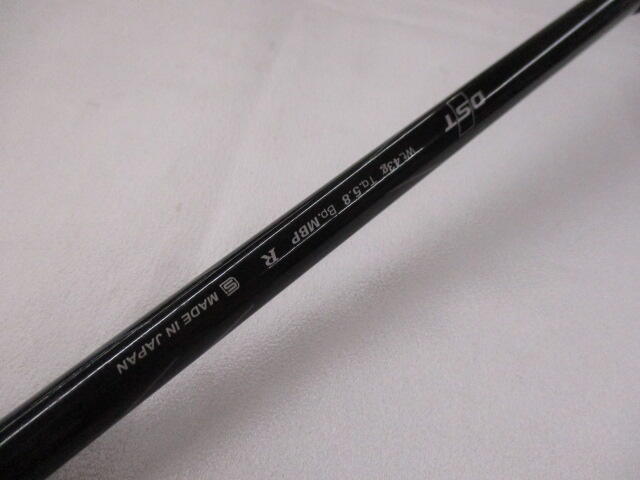 DST
Wt.43g Tq.5.8 Bp.MBP R
S MADE IN JAPAN